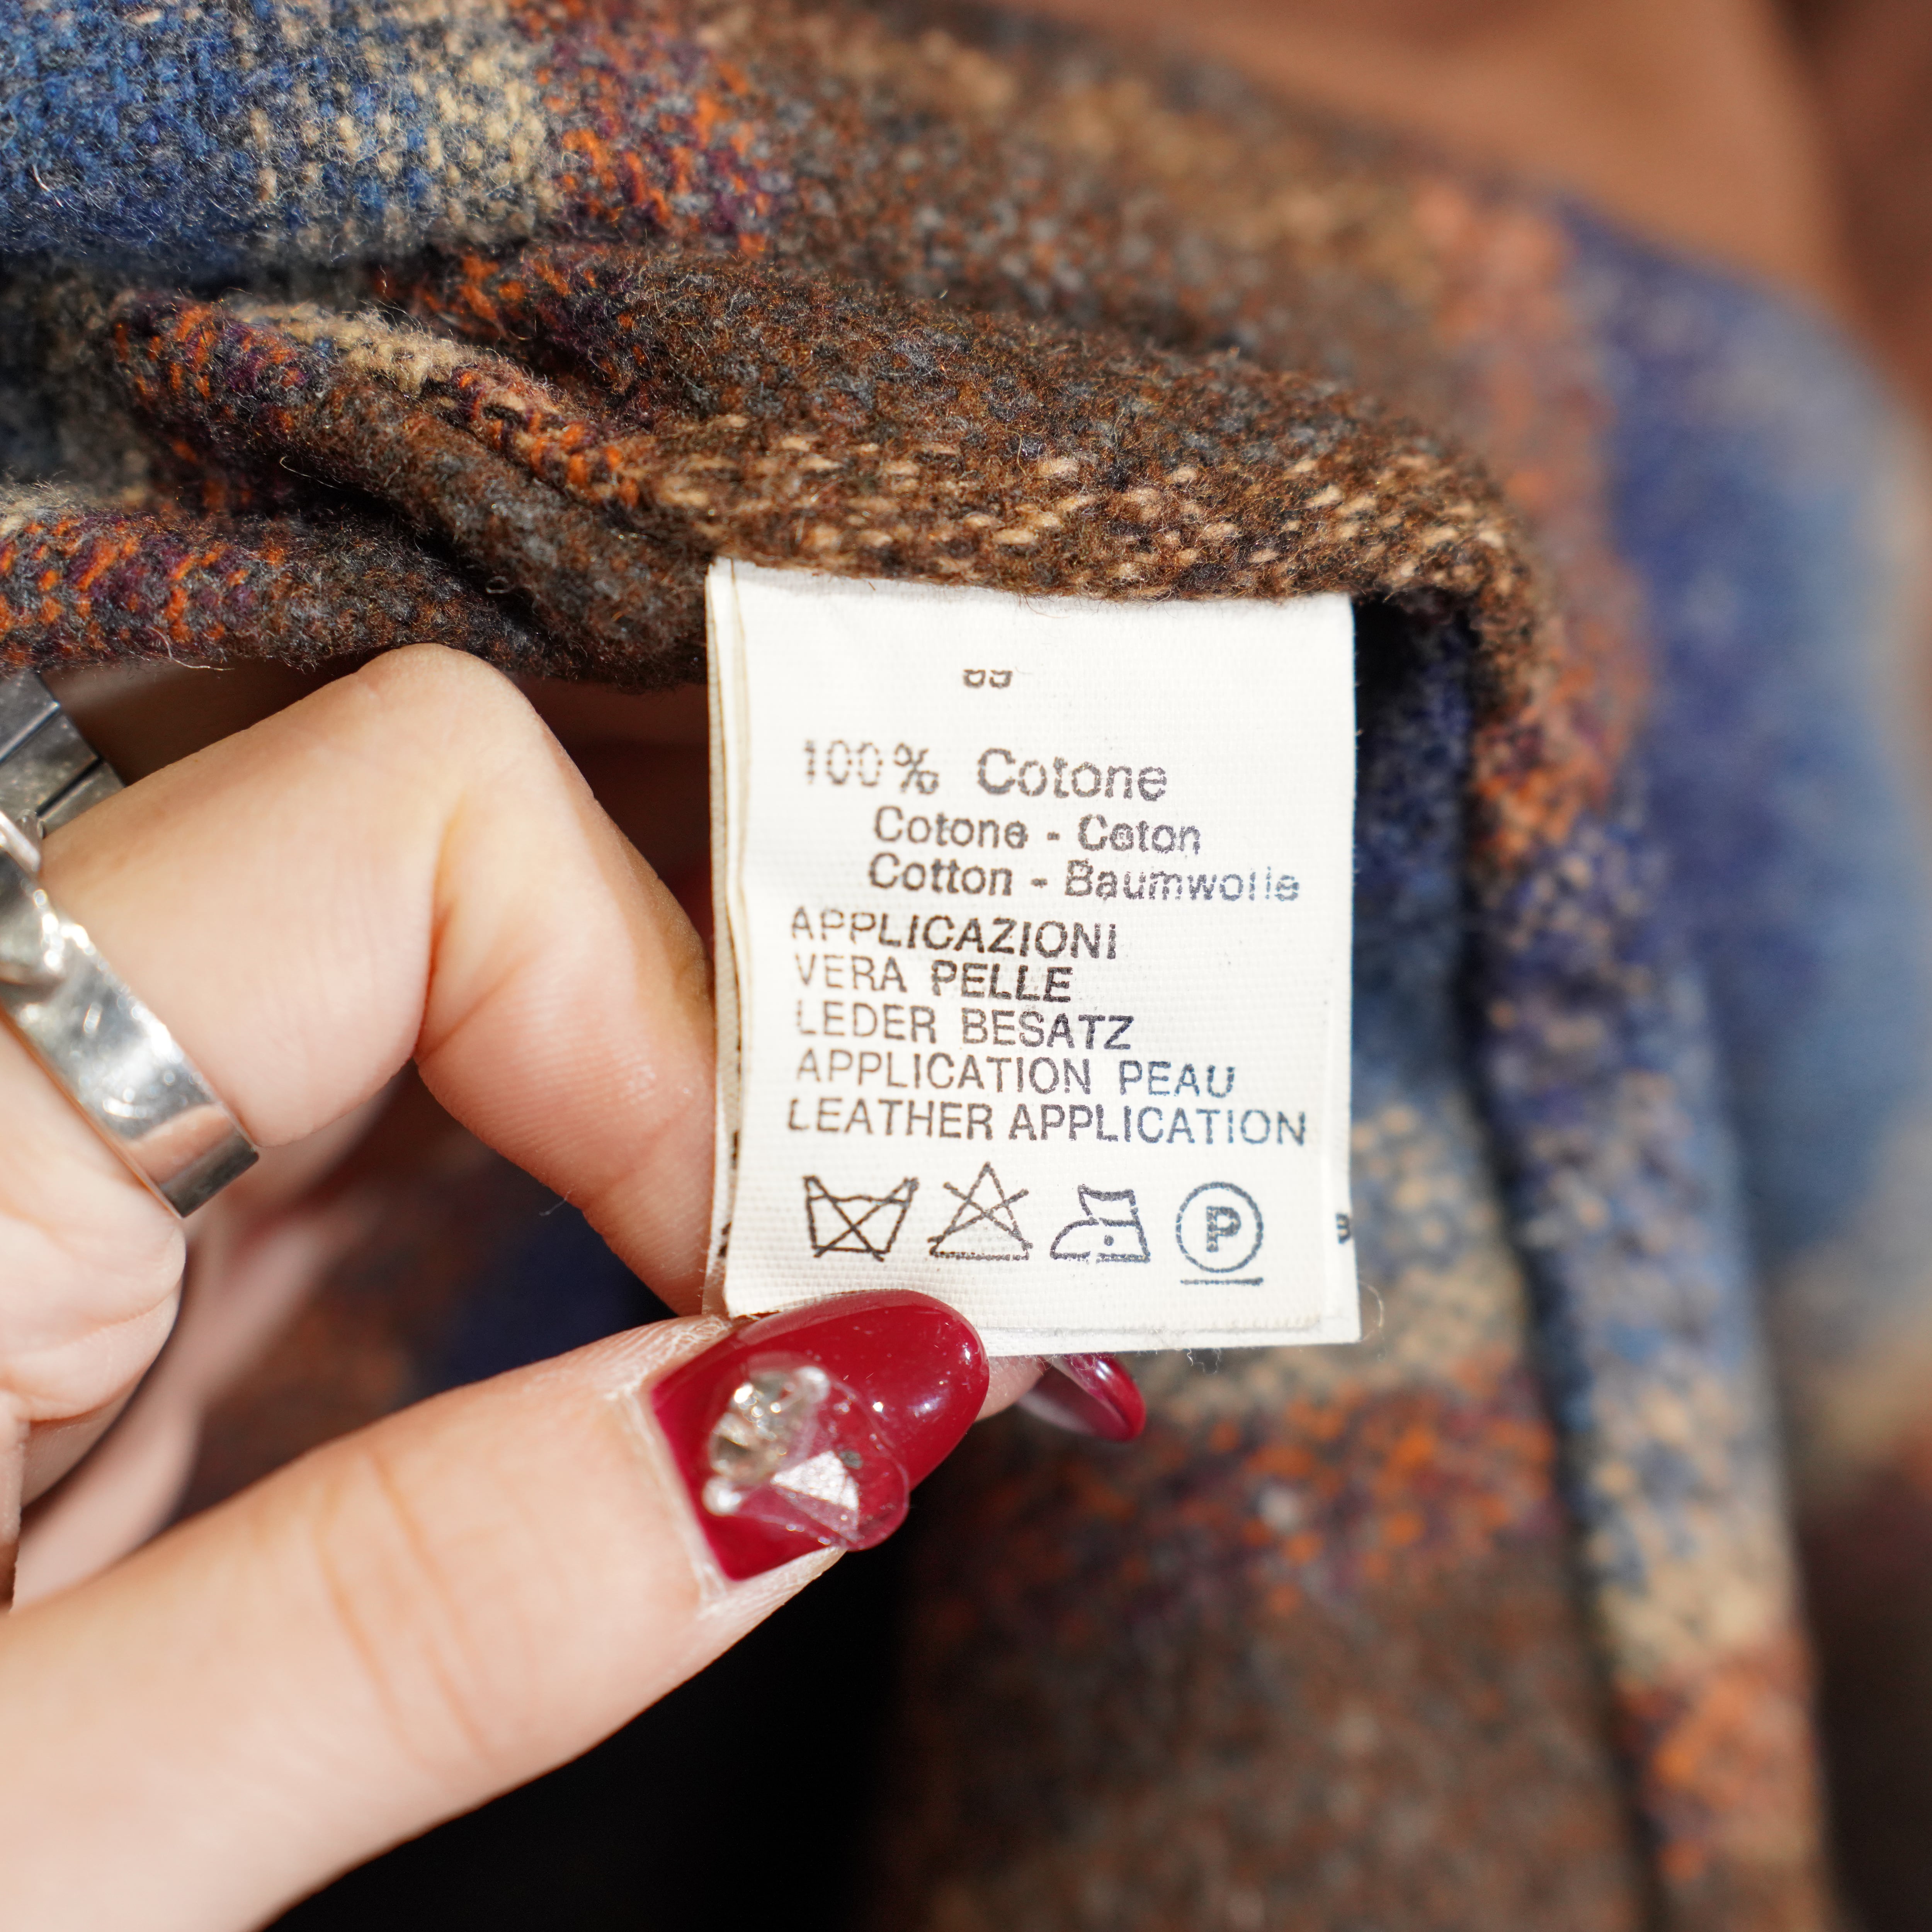 100% Cotone
Cotone - Coton
Cotton - Baumwolle
APPLICAZIONI
VERA PELLE
LEDER BESATZ
APPLICATION PEAU
LEATHER APPLICATION
P